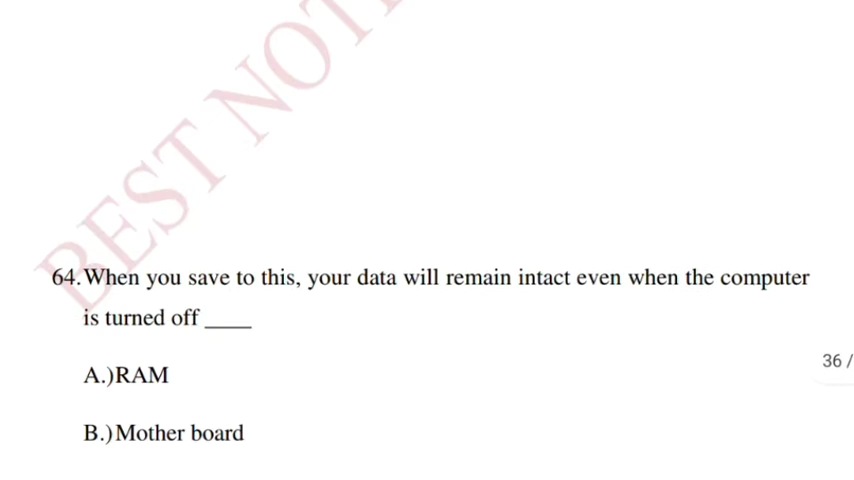 BEST NOT
64.When you save to this, your data will remain intact even when the computer
is turned off ____
36 /
A.)RAM
B.)Mother board